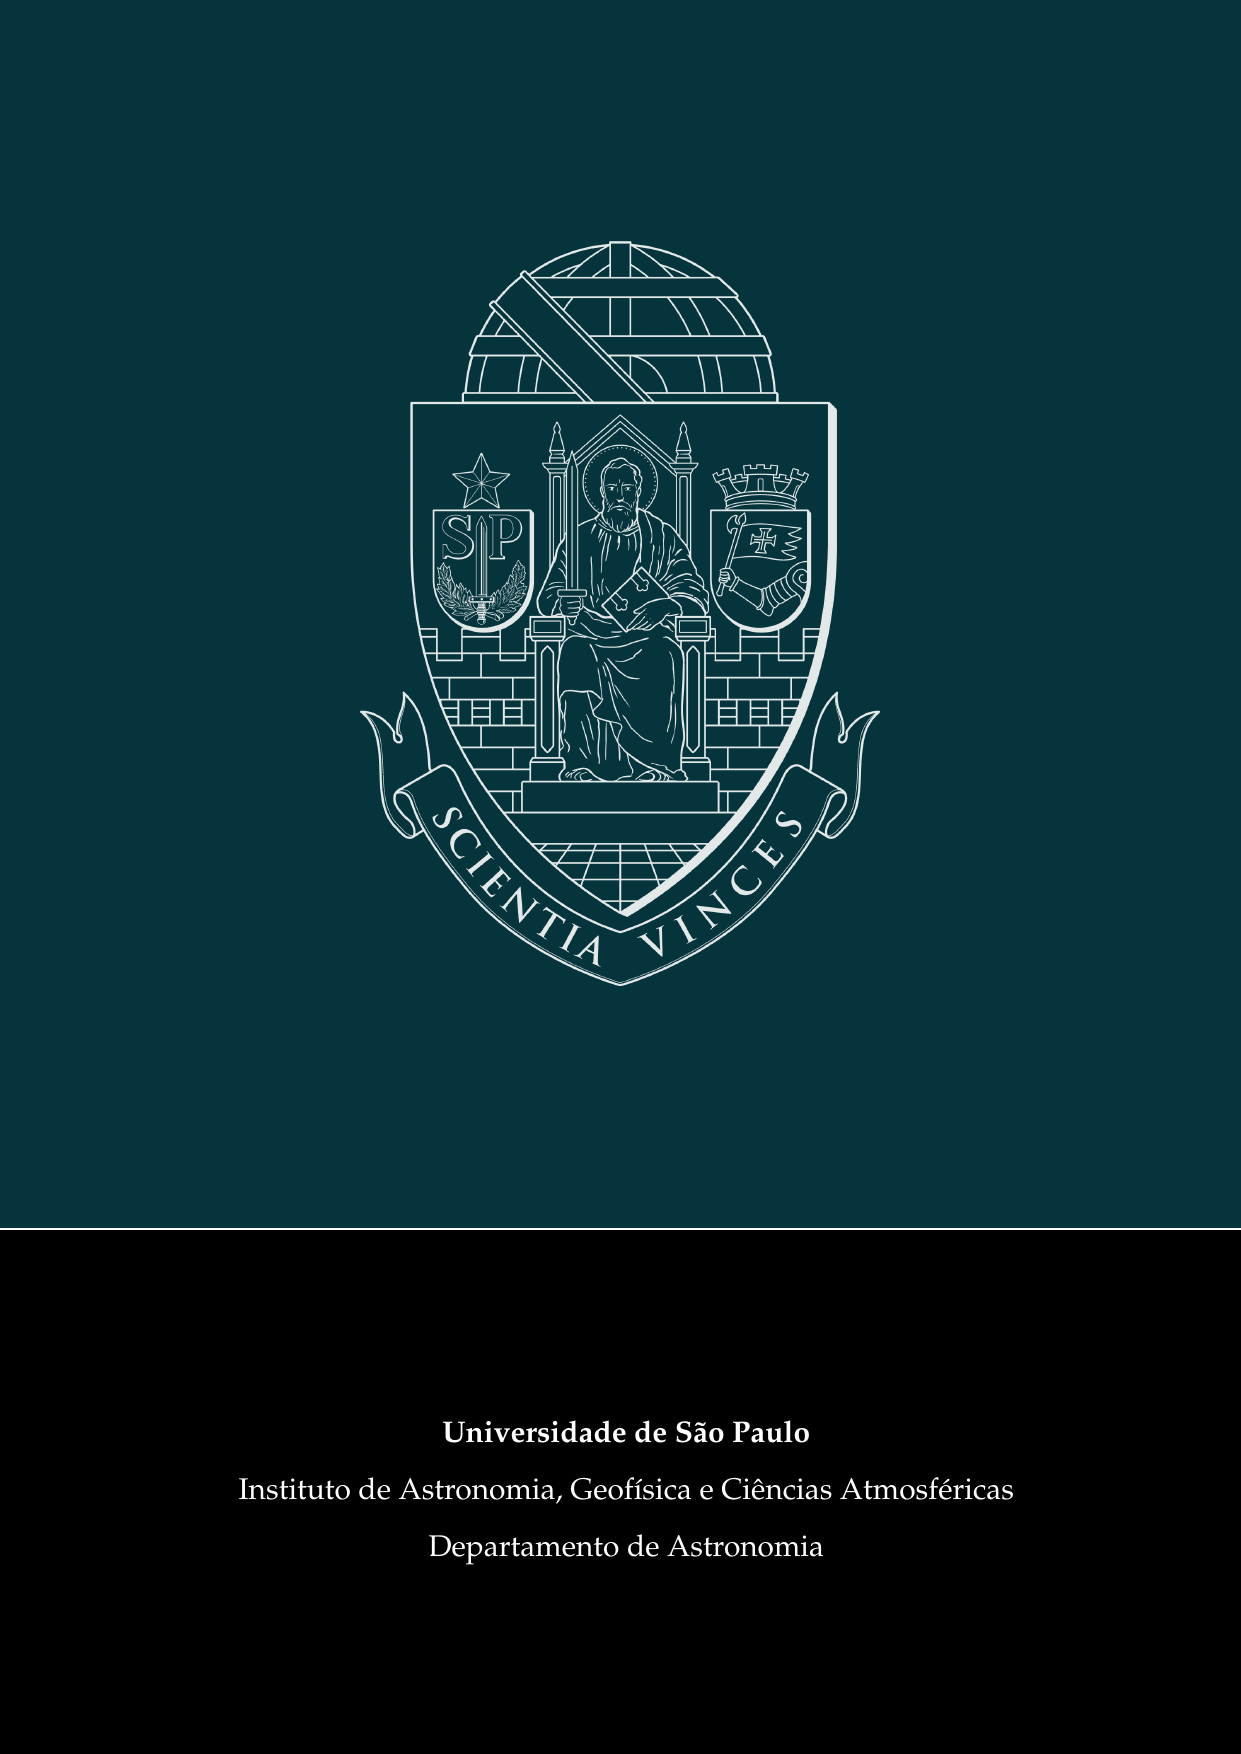 SP
SCIENTIA VINCES
Universidade de São Paulo
Instituto de Astronomia, Geofísica e Ciências Atmosféricas
Departamento de Astronomia